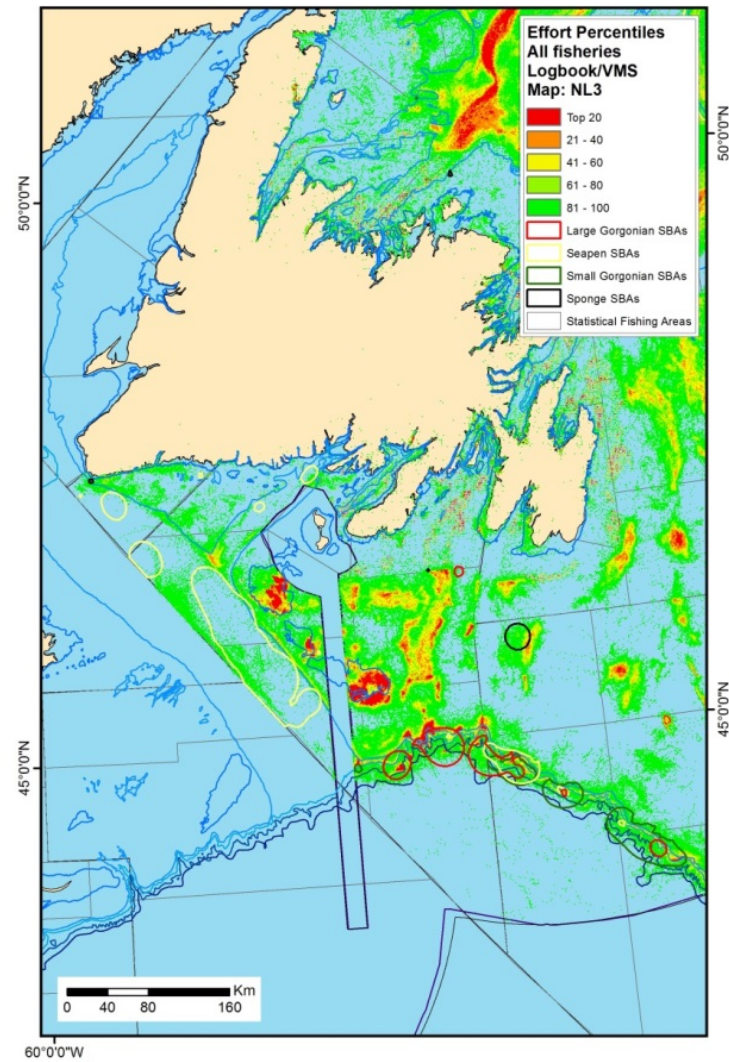 Effort Percentiles
All fisheries
Logbook/VMS
Map: NL3
Top 20
21 - 40
41 - 60
61 - 80
81 - 100
Large Gorgonian SBAs
Seapen SBAs
Small Gorgonian SBAs
Sponge SBAs
Statistical Fishing Areas
50°0'0"N
50°0'0"N
45°0'0"N
45°0'0"N
Km
0 40 80 160
60°0'0"W